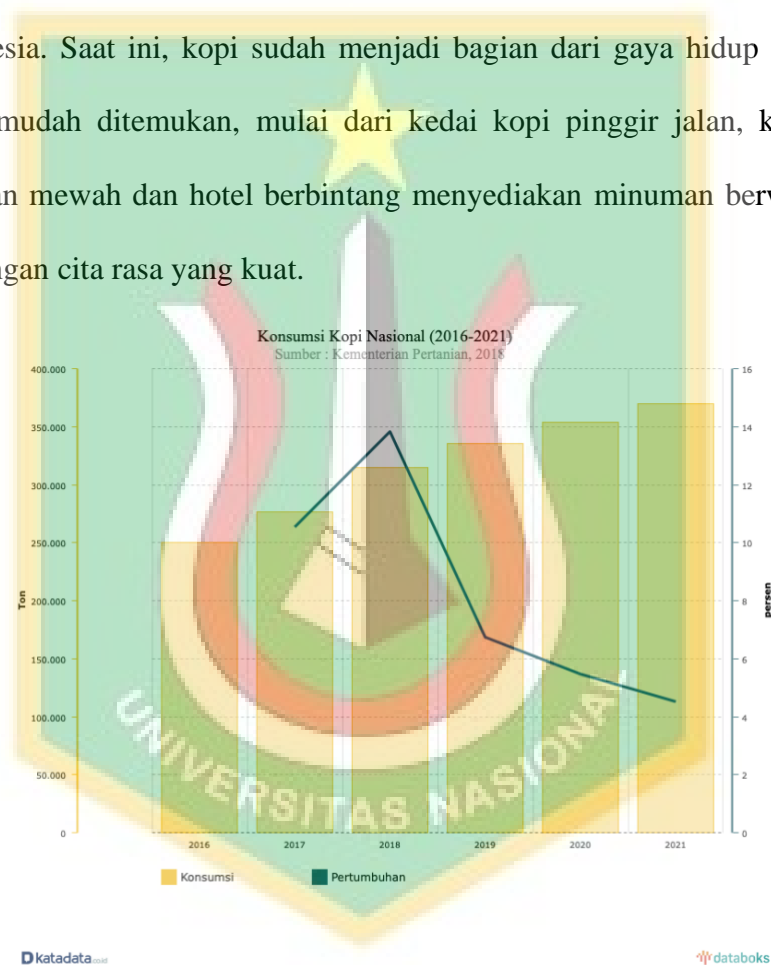 esia. Saat ini, kopi sudah menjadi bagian dari gaya hidup
mudah ditemukan, mulai dari kedai kopi pinggir jalan, k
an mewah dan hotel berbintang menyediakan minuman berw
ngan cita rasa yang kuat.
Konsumsi Kopi Nasional (2016-2021)
Sumber : Kementerian Pertanian, 2018
400.000
350.000
300.000
250.000
200.000
150.000
100.000
50.000
0
Ton
16
14
12
10
8
6
4
2
0
persen
2016 2017 2018 2019 2020 2021
Konsumsi Pertumbuhan
UNIVERSITAS NASIONAL
katadata
databoks